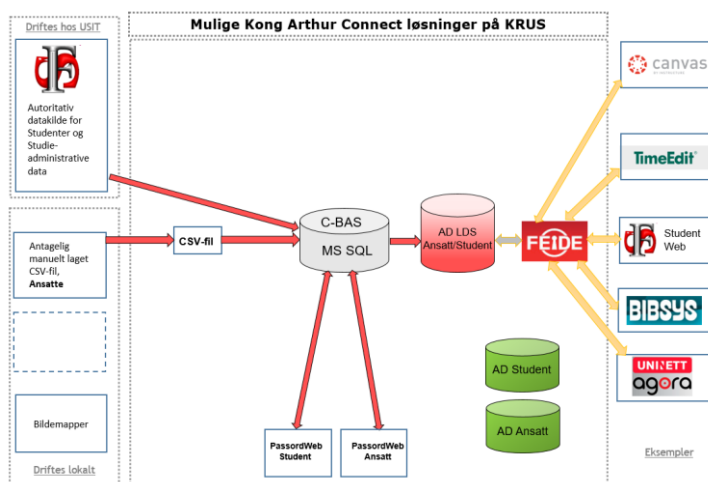 Driftes hos USIT
Mulige Kong Arthur Connect løsninger på KRUS
Autoritativ
datakilde for
Studenter og
Studie-
administrative
data
Antagelig
manuelt laget
CSV-fil,
Ansatte
CSV-fil
C-BAS
MS SQL
AD LDS
Ansatt/Student
FEIDE
canvas
TimeEdit
Student
Web
BIBSYS
UNINETT
agora
AD Student
AD Ansatt
Bildemapper
PassordWeb
Student
PassordWeb
Ansatt
Driftes lokalt
Eksempler